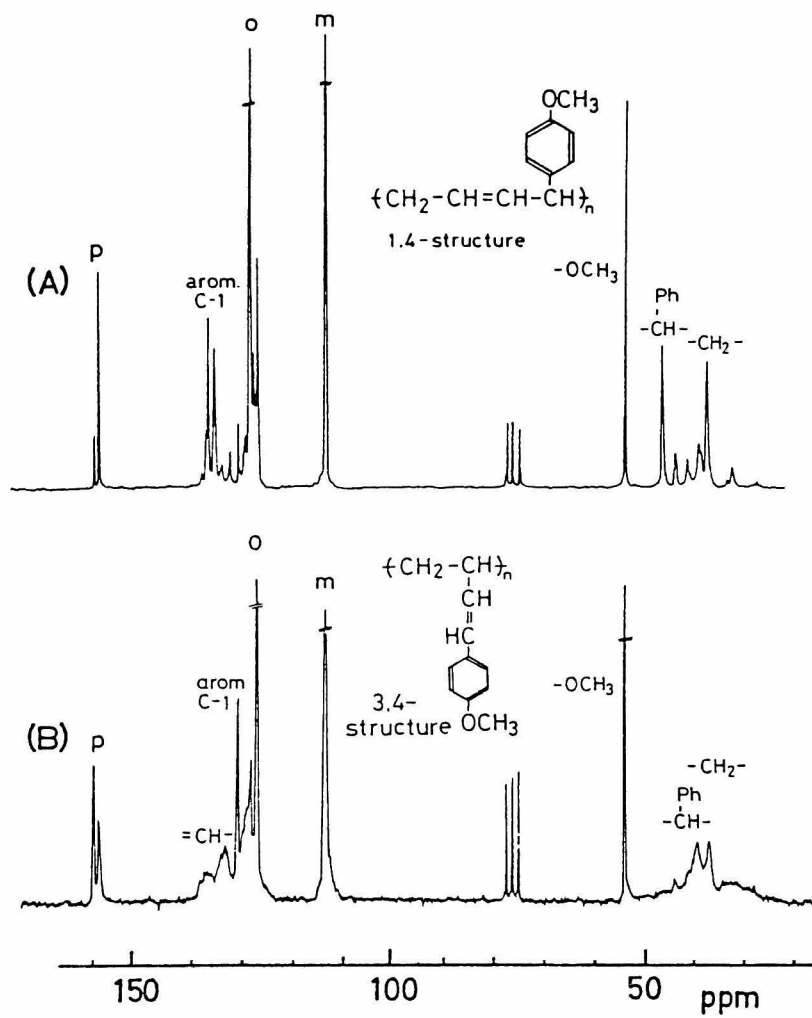 o
m
OCH3
{CH2-CH=CH-CH}n
1.4-structure
p
(A)
arom.
C-1
-OCH3
Ph
-CH-
-CH2-
o
m
{CH2-CH}n
CH
HC
3.4-
structure
OCH3
p
(B)
arom
C-1
=CH-
-OCH3
-CH2-
Ph
-CH-
150
100
50
ppm